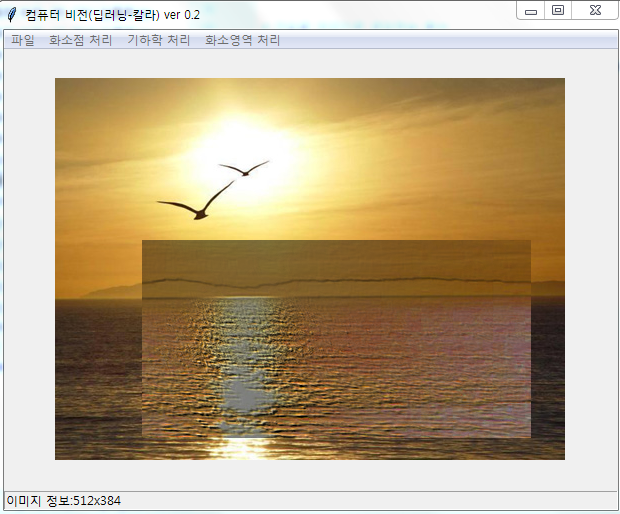 컴퓨터 비전(딥러닝-칼라) ver 0.2
파일 화소점 처리 기하학 처리 화소영역 처리
이미지 정보:512x384